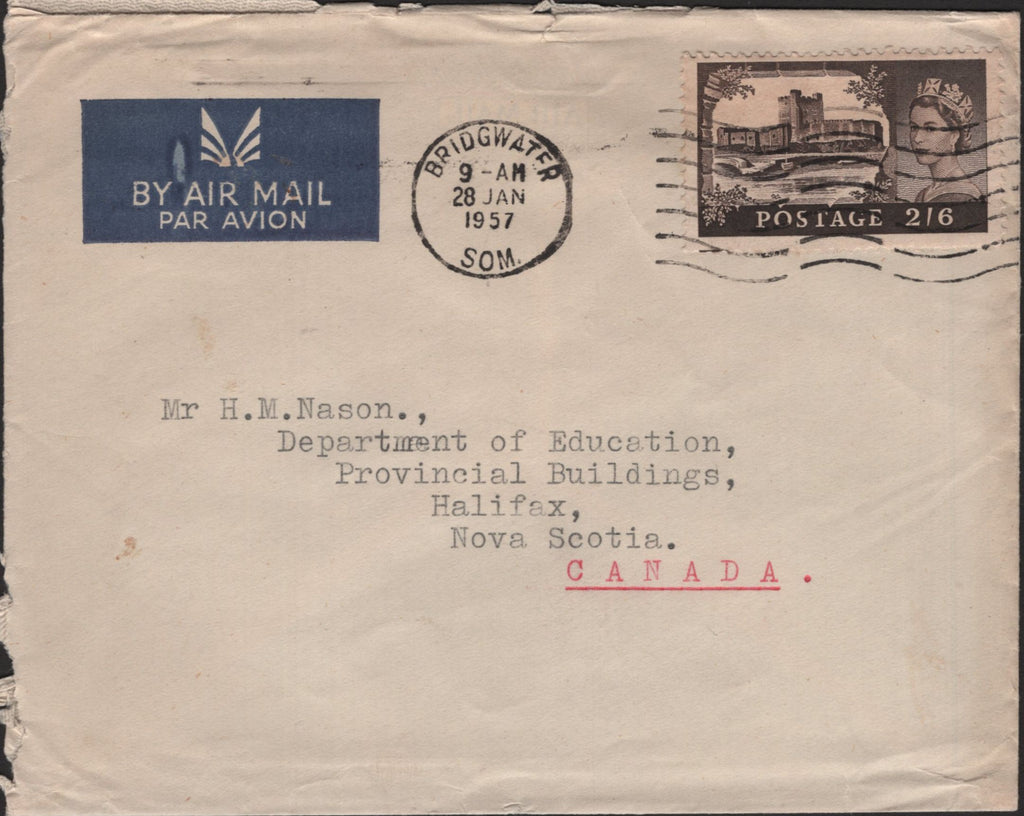 BY AIR MAIL
PAR AVION
BRIDGWATER
9-AM
28 JAN
1957
SOM.
POSTAGE 2/6
Mr H.M.Nason.,
Department of Education,
Provincial Buildings,
Halifax,
Nova Scotia.
C A N A D A .